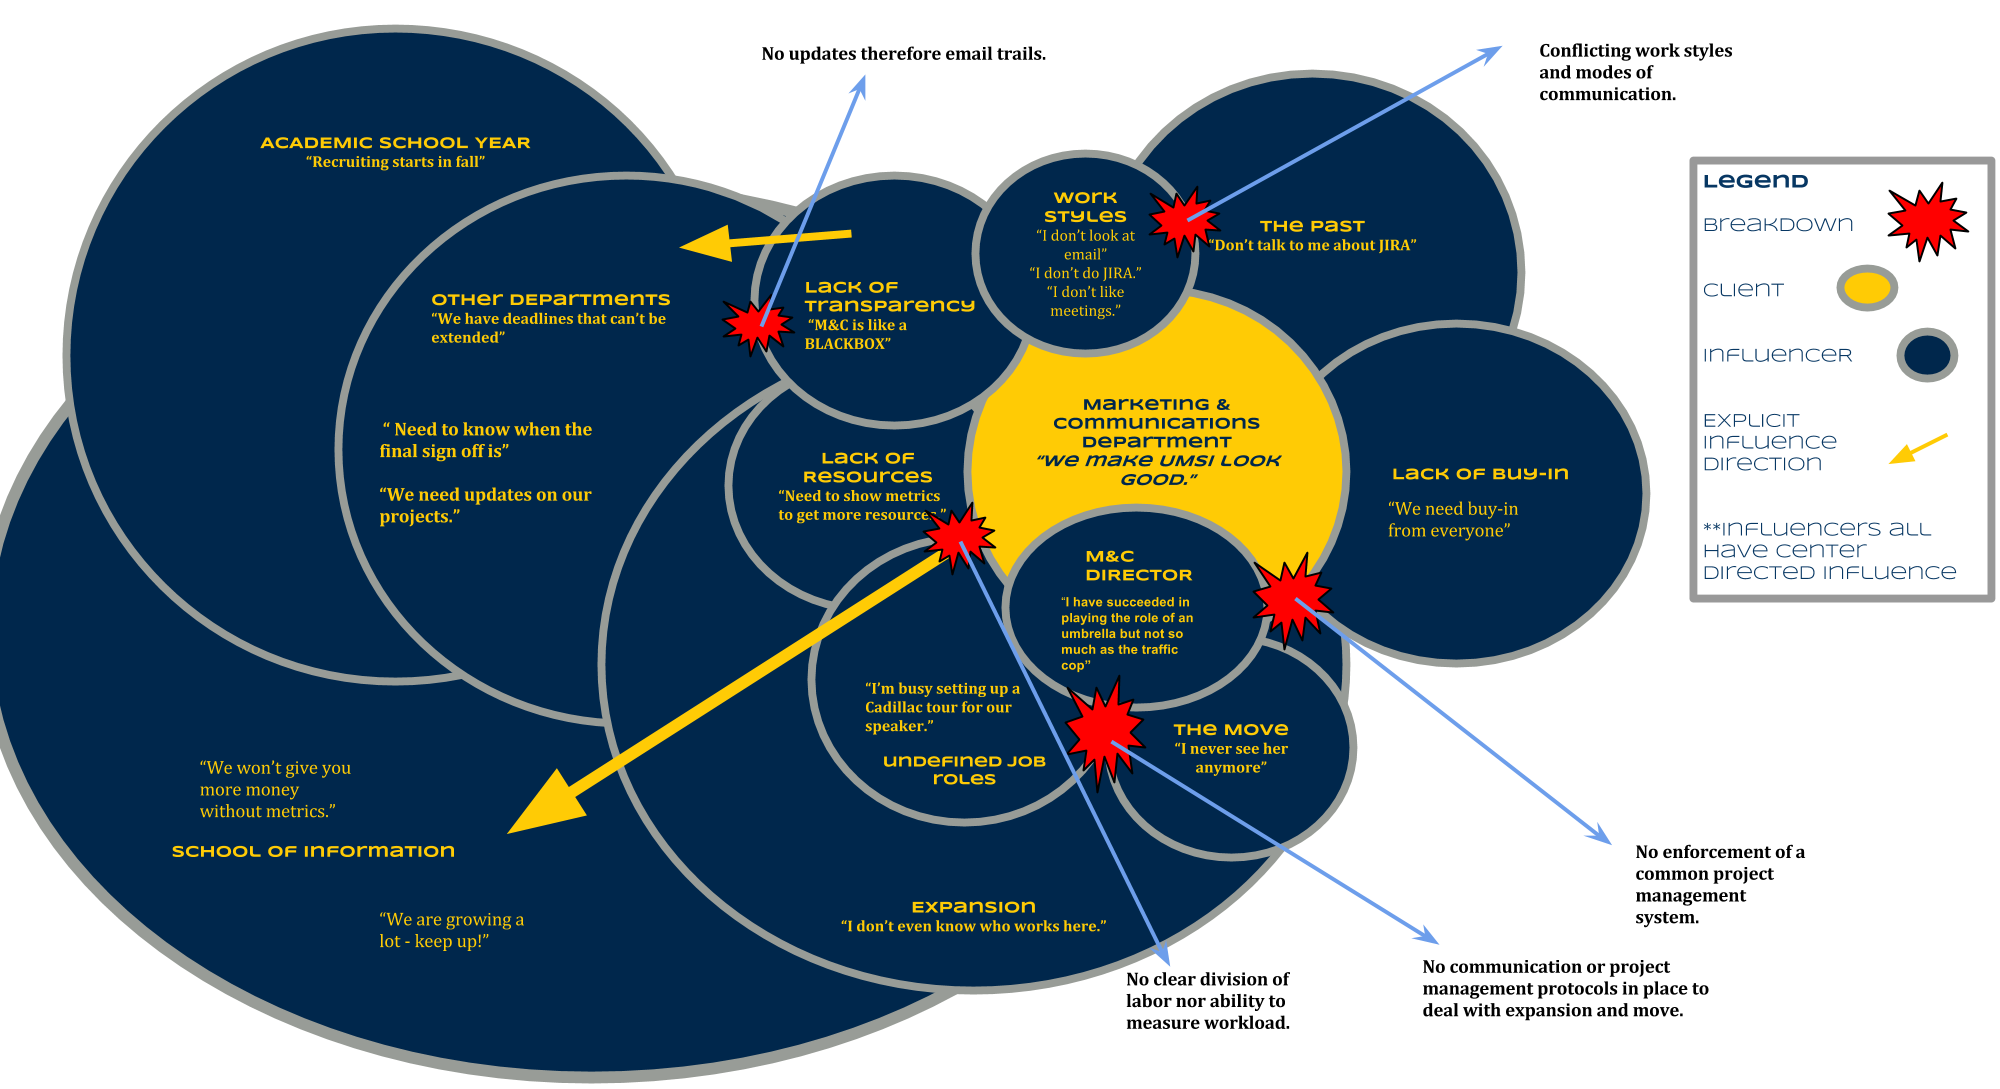 No updates therefore email trails.
Conflicting work styles
and modes of
communication.
ACADEMIC SCHOOL YEAR
“Recruiting starts in fall”
Other Departments
“We have deadlines that can’t be
extended”
“ Need to know when the
final sign off is”
“We need updates on our
projects.”
Lack of
Transparency
“M&C is like a
BLACKBOX”
Work
Styles
“I don’t look at
email”
“I don’t do JIRA.”
“I don’t like
meetings.”
The Past
“Don’t talk to me about JIRA”
Lack of
Resources
“Need to show metrics
to get more resources.”
Marketing &
Communications
Department
“We make UMSI look
good.”
Lack of Buy-in
“We need buy-in
from everyone”
M&C
DIRECTOR
“I have succeeded in
playing the role of an
umbrella but not so
much as the traffic
cop”
“I’m busy setting up a
Cadillac tour for our
speaker.”
Undefined Job
Roles
The Move
“I never see her
anymore”
“We won’t give you
more money
without metrics.”
School of Information
“We are growing a
lot - keep up!”
Expansion
“I don’t even know who works here.”
No clear division of
labor nor ability to
measure workload.
No communication or project
management protocols in place to
deal with expansion and move.
No enforcement of a
common project
management
system.
Legend
Breakdown
Client
Influencer
Explicit
Influence
Direction
**Influencers all
have center
directed influence